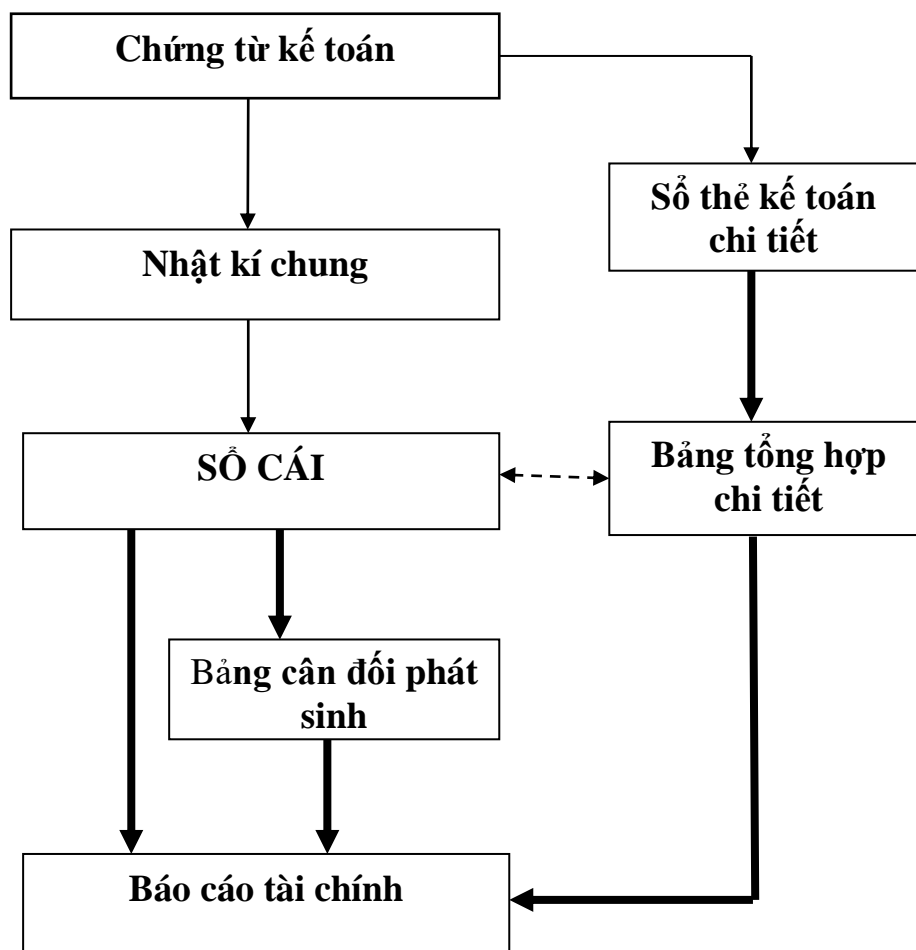 Chứng từ kế toán
Sổ thẻ kế toán
chi tiết
Nhật kí chung
SỔ CÁI
Bảng tổng hợp
chi tiết
Bảng cân đối phát
sinh
Báo cáo tài chính